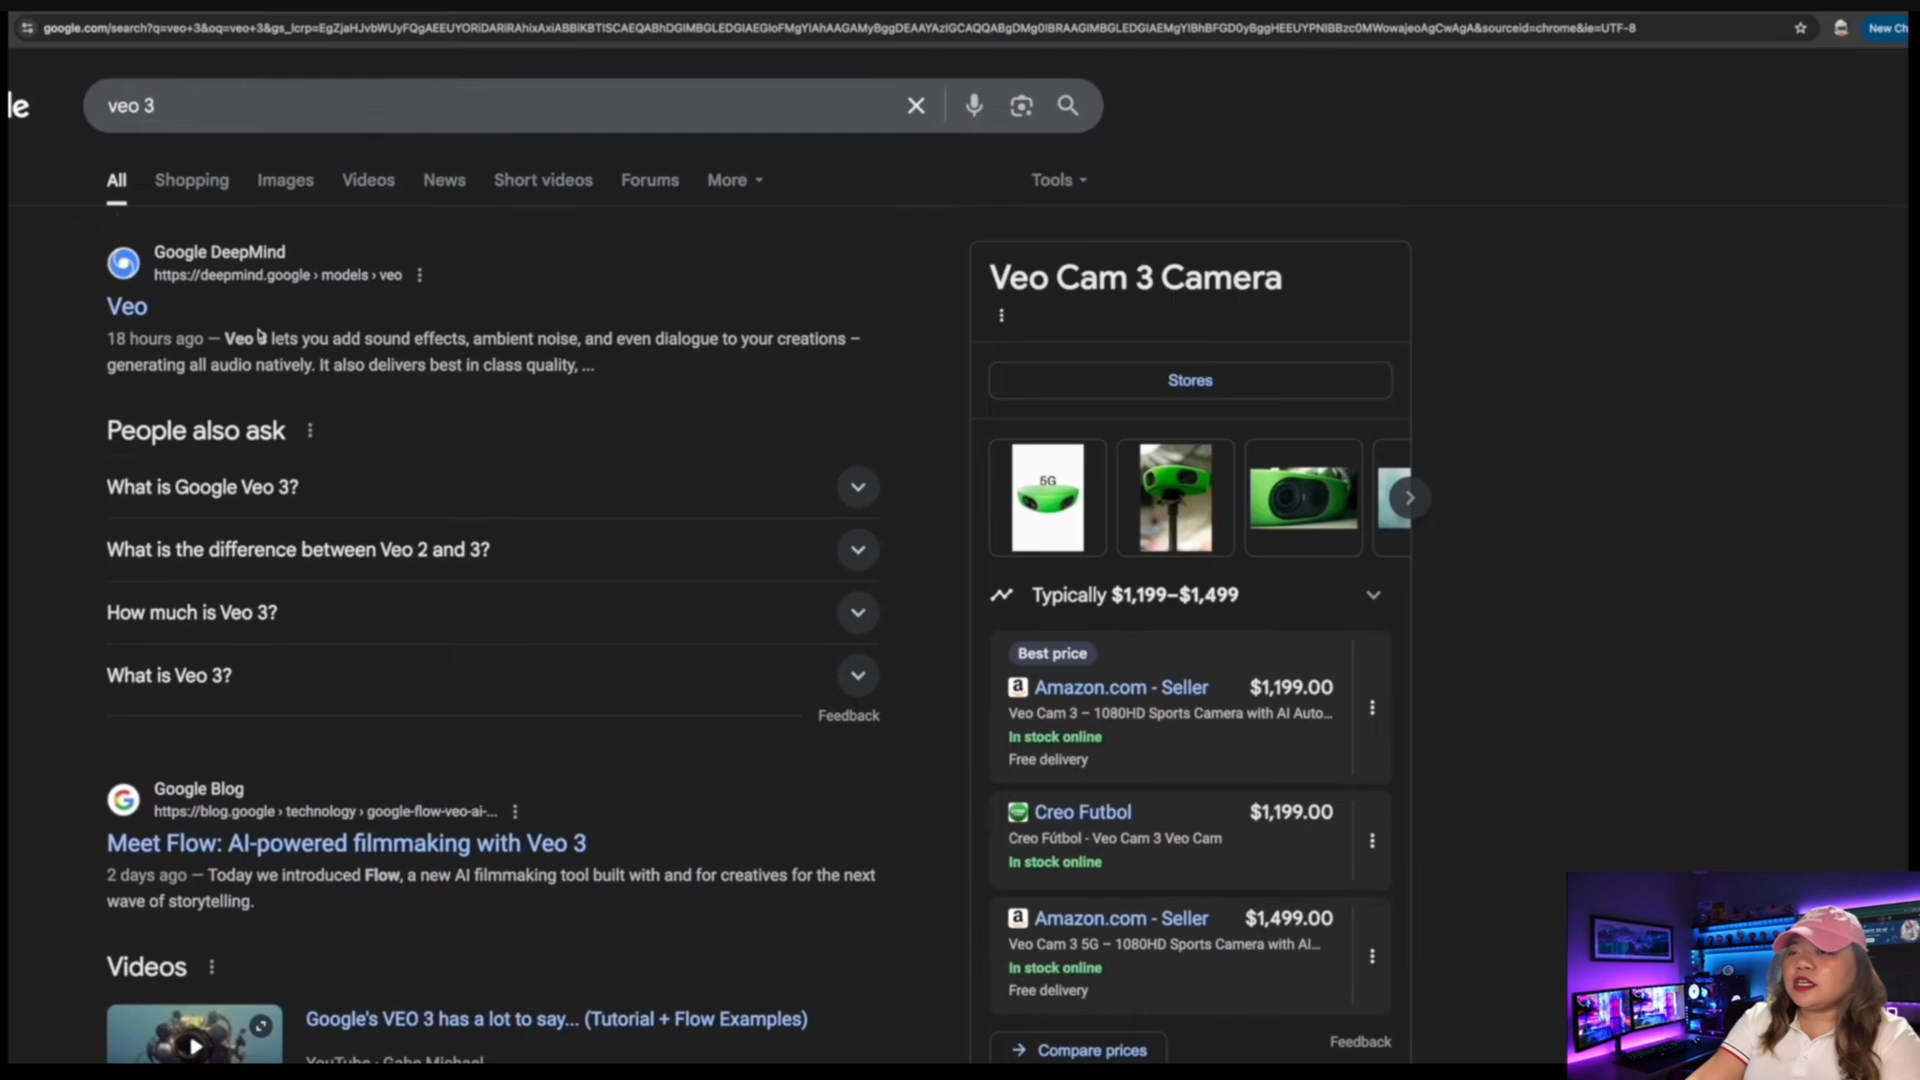 google.com/search?q=veo+3&oq=veo+3&gs_lcrp=EgZjaHJvbWUyFQgAEEUYORiDARiRAhixAxiABBiKBTISCAEQABhDGIMBGLEDGIAEGIoFMgYIAhAAGAMyBggDEAAYAzIGCAQQABgDMg0IBRAAGIMBGLEDGIAEMgYIBhBFGD0yBggHEEUYPNIBBzc0MWowajeoAgCwAgA&sourceid=chrome&ie=UTF-8
New Ch
le
veo 3
All Shopping Images Videos News Short videos Forums More Tools
Google DeepMind
https://deepmind.google › models › veo
Veo
18 hours ago — Veo 3 lets you add sound effects, ambient noise, and even dialogue to your creations –
generating all audio natively. It also delivers best in class quality, ...
People also ask
What is Google Veo 3?
What is the difference between Veo 2 and 3?
How much is Veo 3?
What is Veo 3?
Feedback
Google Blog
https://blog.google › technology › google-flow-veo-ai-...
Meet Flow: AI-powered filmmaking with Veo 3
2 days ago — Today we introduced Flow, a new AI filmmaking tool built with and for creatives for the next
wave of storytelling.
Videos
Google's VEO 3 has a lot to say... (Tutorial + Flow Examples)
YouTube · Gabe Michael
Veo Cam 3 Camera
Stores
5G
Typically $1,199–$1,499
Best price
Amazon.com - Seller $1,199.00
Veo Cam 3 – 1080HD Sports Camera with AI Auto...
In stock online
Free delivery
Creo Futbol $1,199.00
Creo Fútbol - Veo Cam 3 Veo Cam
In stock online
Amazon.com - Seller $1,499.00
Veo Cam 3 5G – 1080HD Sports Camera with AI...
In stock online
Free delivery
Compare prices
Feedback